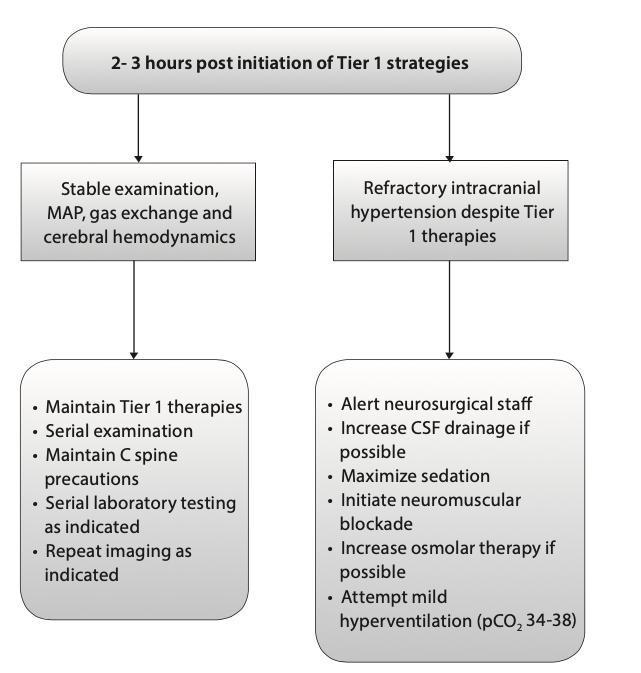 2- 3 hours post initiation of Tier 1 strategies
Stable examination,
MAP, gas exchange and
cerebral hemodynamics
Refractory intracranial
hypertension despite Tier
1 therapies
• Maintain Tier 1 therapies
• Serial examination
• Maintain C spine
precautions
• Serial laboratory testing
as indicated
• Repeat imaging as
indicated
• Alert neurosurgical staff
• Increase CSF drainage if
possible
• Maximize sedation
• Initiate neuromuscular
blockade
• Increase osmolar therapy if
possible
• Attempt mild
hyperventilation (pCO₂ 34-38)